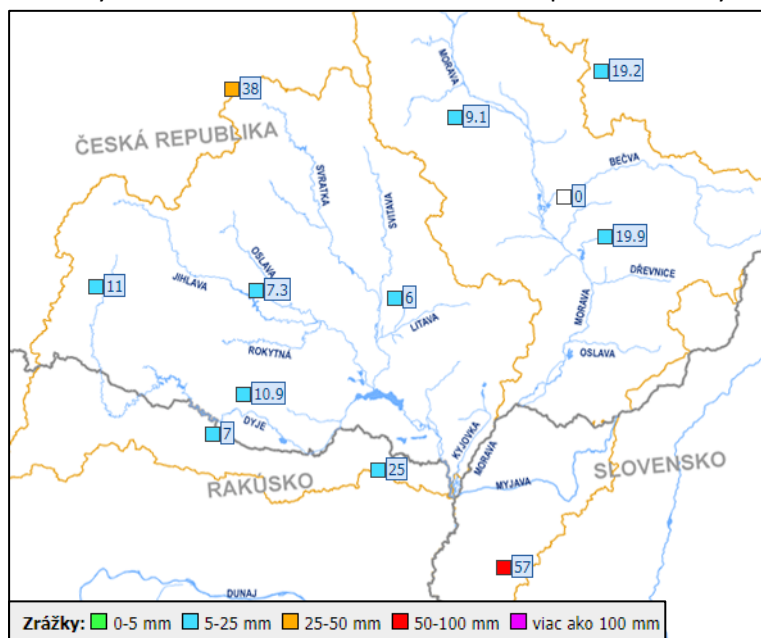 MORAVA
19.2
38
9.1
ČESKÁ REPUBLIKA
BEČVA
SVRATKA
SVITAVA
0
19.9
OSLAVA
DŘEVNICE
JIHLAVA
11
7.3
6
MORAVA
LITAVA
ROKYTNÁ
OSLAVA
10.9
DYJE
7
KYJOVKA
MORAVA
25
SLOVENSKO
RAKÚSKO
MYJAVA
57
DUNAJ
Zrážky: 0-5 mm 5-25 mm 25-50 mm 50-100 mm viac ako 100 mm